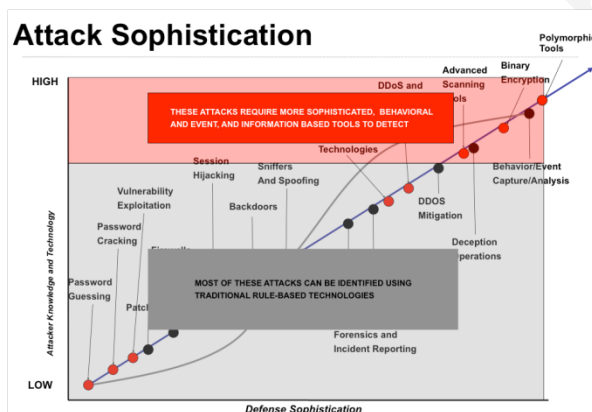 Attack Sophistication
Polymorphic
Tools
Binary
Encryption
Advanced
Scanning
Tools
HIGH
DDoS and
THESE ATTACKS REQUIRE MORE SOPHISTICATED, BEHAVIORAL
AND EVENT, AND INFORMATION BASED TOOLS TO DETECT
Technologies
Session
Hijacking
Sniffers
And Spoofing
Behavior/Event
Capture/Analysis
Vulnerability
Exploitation
Backdoors
DDOS
Mitigation
Password
Cracking
Deception
Operations
Password
Guessing
MOST OF THESE ATTACKS CAN BE IDENTIFIED USING
TRADITIONAL RULE-BASED TECHNOLOGIES
Forensics and
Incident Reporting
Attacker Knowledge and Technology
LOW
Defense Sophistication